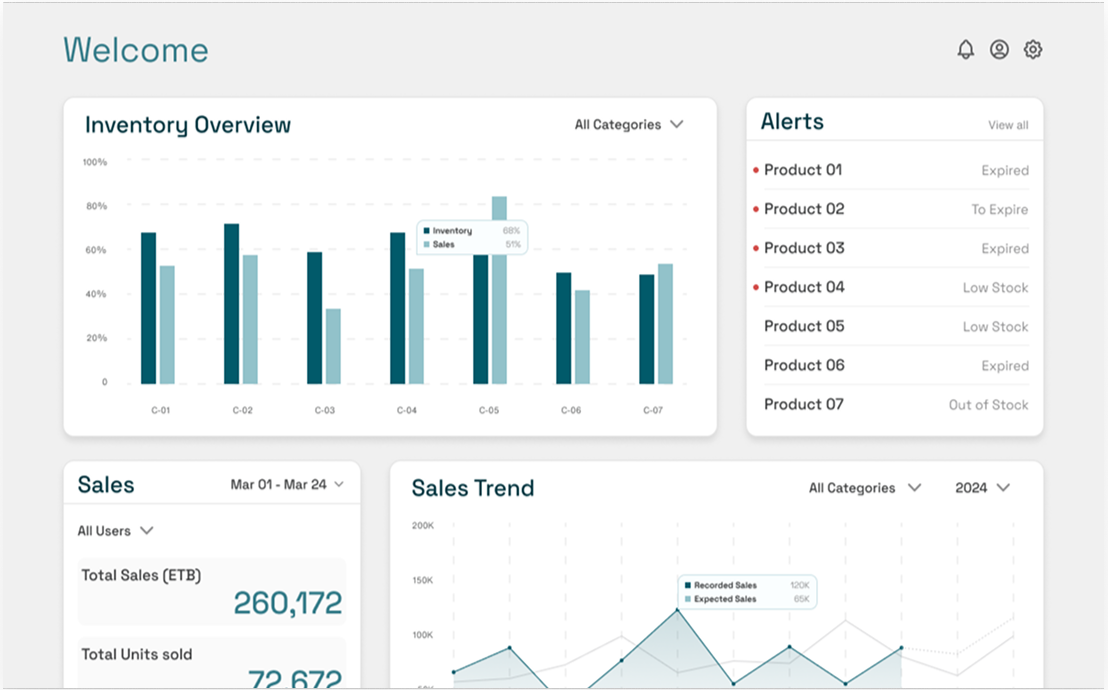 Welcome
Inventory Overview
All Categories
100%
80%
60%
40%
20%
0
Inventory 68%
Sales 51%
C-01 C-02 C-03 C-04 C-05 C-06 C-07
Alerts
View all
Product 01 Expired
Product 02 To Expire
Product 03 Expired
Product 04 Low Stock
Product 05 Low Stock
Product 06 Expired
Product 07 Out of Stock
Sales
Mar 01 - Mar 24
All Users
Total Sales (ETB)
260,172
Total Units sold
72,672
Sales Trend
All Categories
2024
200K
150K
100K
50K
Recorded Sales 120K
Expected Sales 65K